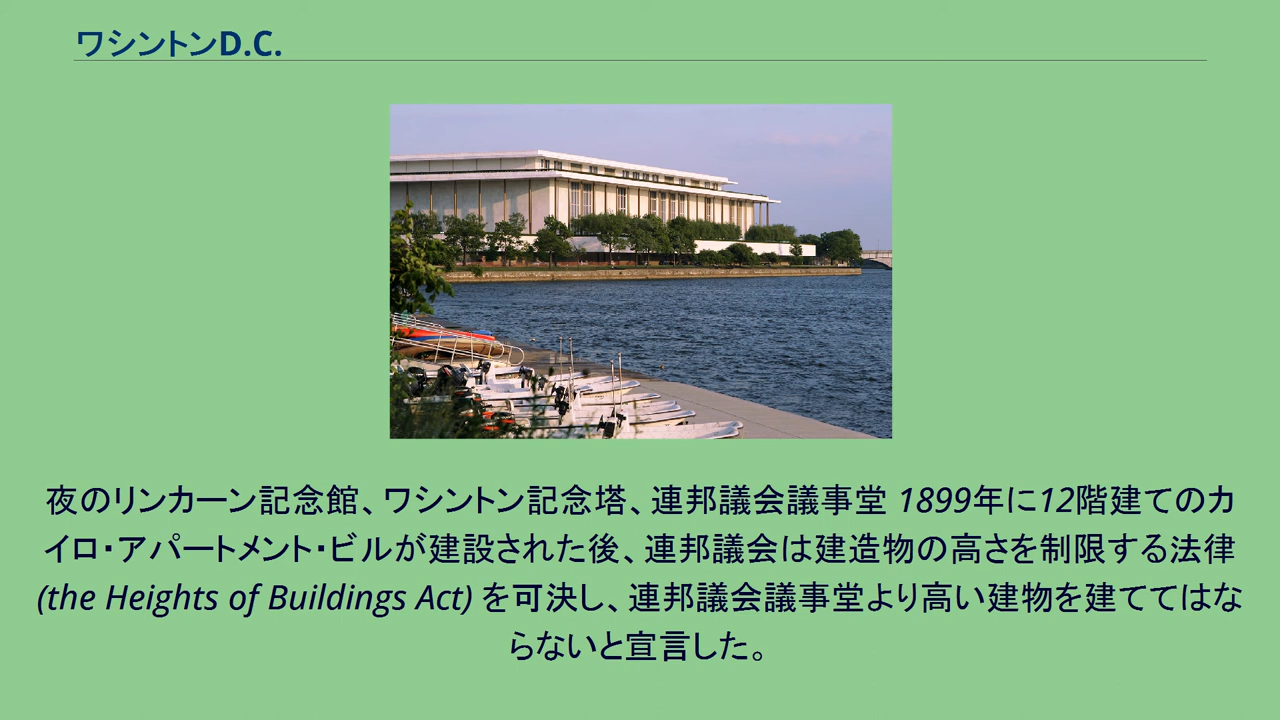 ワシントンD.C.
夜のリンカーン記念館、ワシントン記念塔、連邦議会議事堂 1899年に12階建てのカ
イロ・アパートメント・ビルが建設された後、連邦議会は建造物の高さを制限する法律
(the Heights of Buildings Act) を可決し、連邦議会議事堂より高い建物を建ててはな
らないと宣言した。